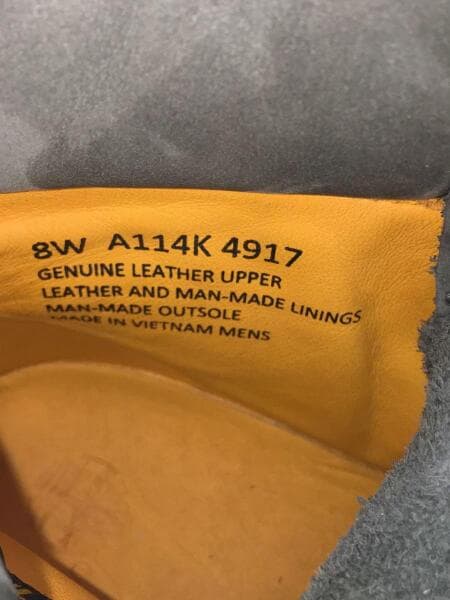 8W A114K 4917
GENUINE LEATHER UPPER
LEATHER AND MAN-MADE LININGS
MAN-MADE OUTSOLE
MADE IN VIETNAM MENS